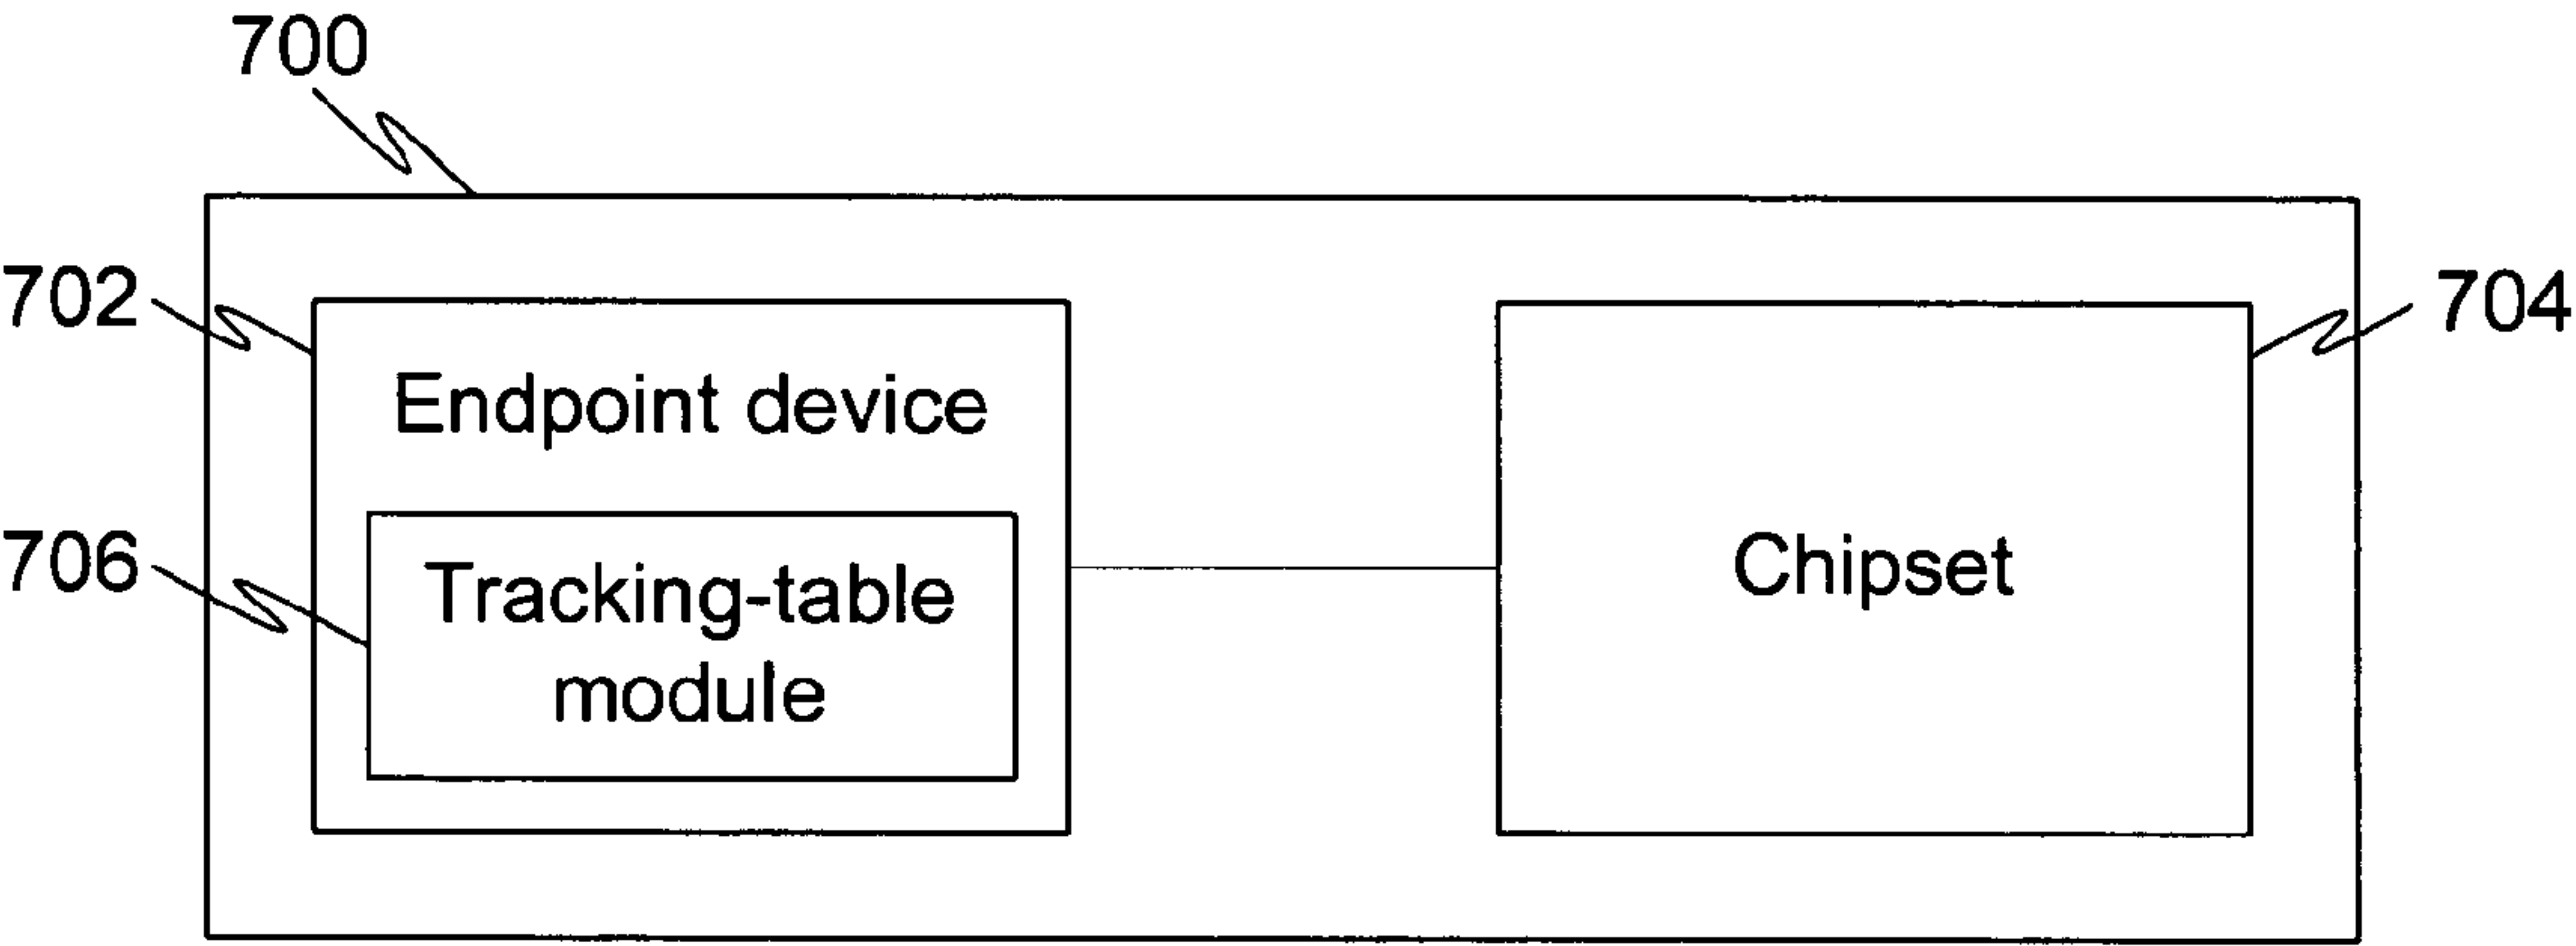 700
702
704
Endpoint device
706
Tracking-table
module
Chipset